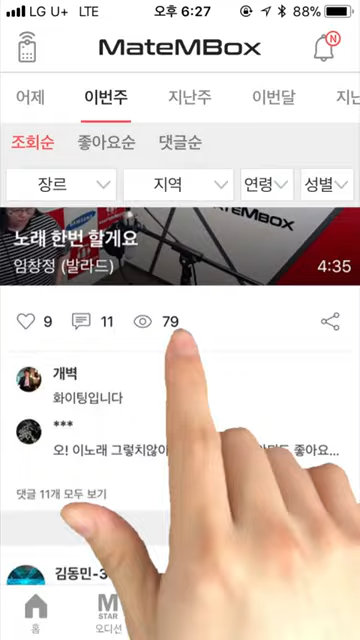 LG U+ LTE 오후 6:27 88%
MateMBox
N
어제 이번주 지난주 이번달 지난
조회순 좋아요순 댓글순
장르 지역 연령 성별
MATEMBOX
노래 한번 할게요
임창정 (발라드) 4:35
9 11 79
개벽
화이팅입니다
***
오! 이노래 그렇치않이 좋아요...
댓글 11개 모두 보기
김동민-3
M
STAR
홈 오디션